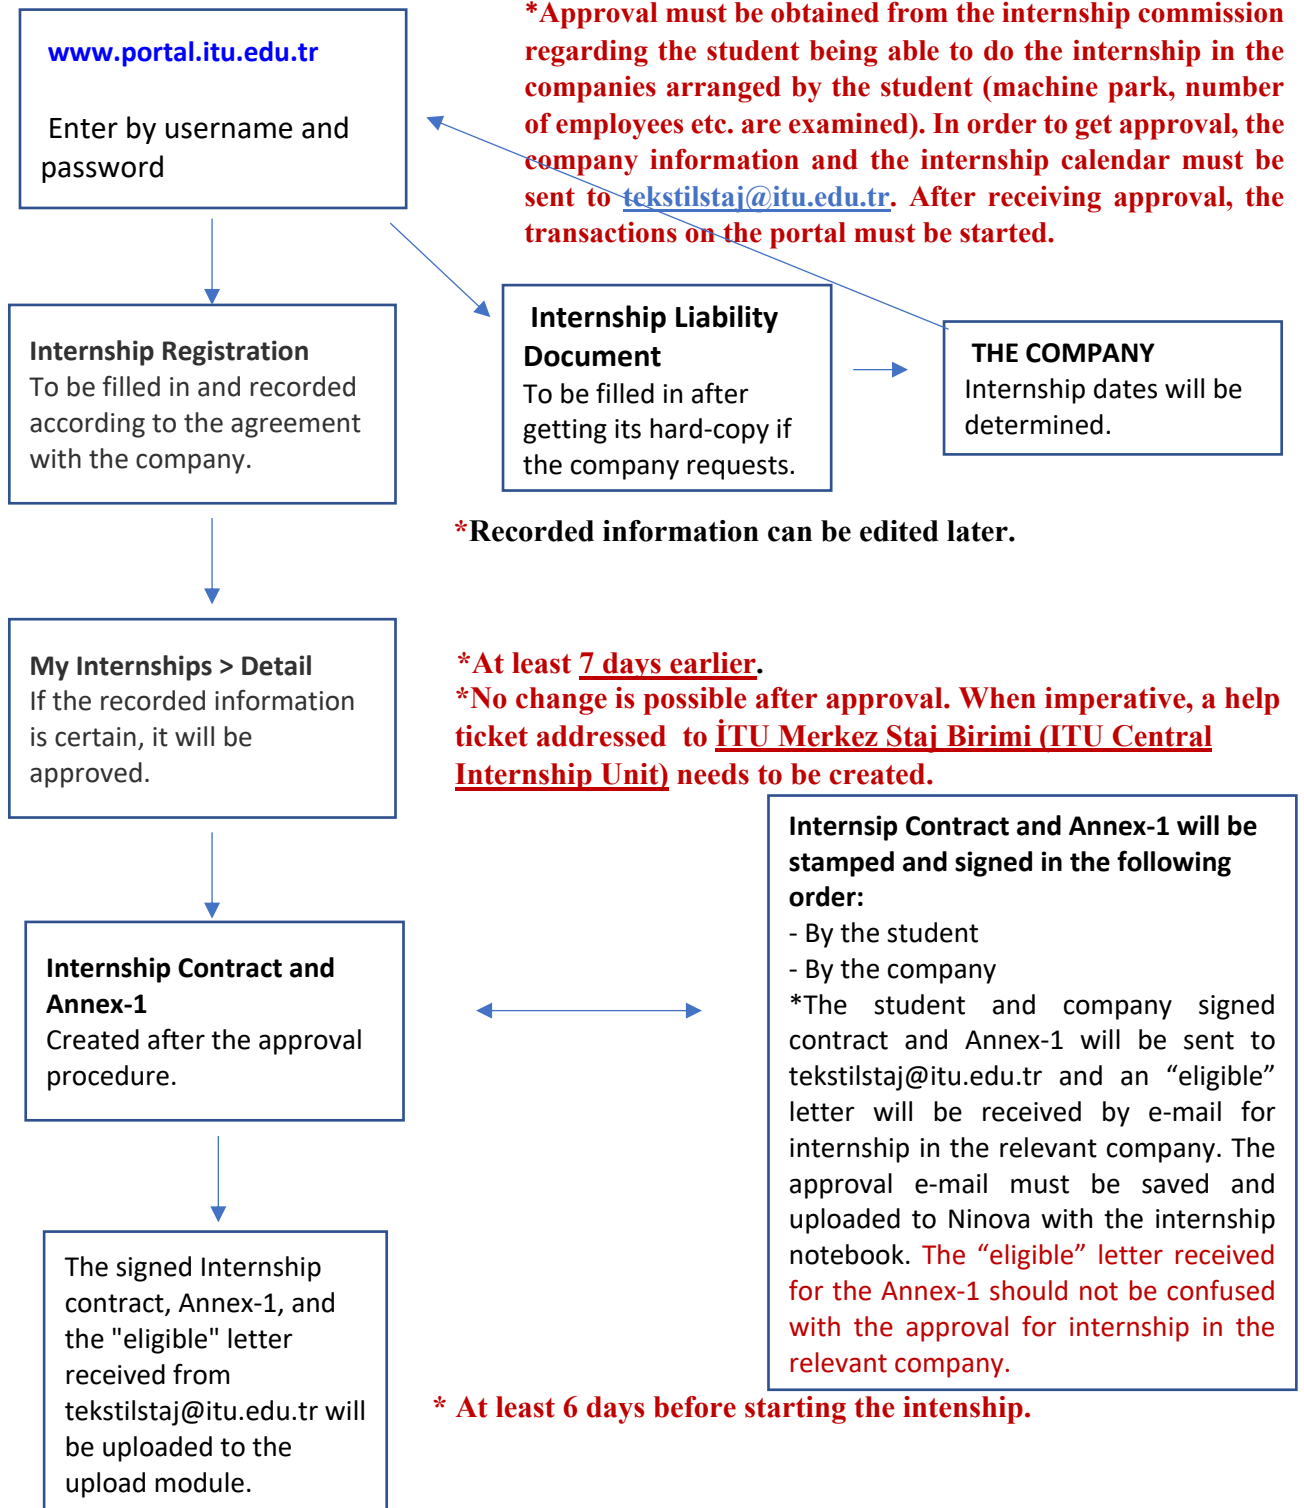 www.portal.itu.edu.tr
Enter by username and
password
*Approval must be obtained from the internship commission
regarding the student being able to do the internship in the
companies arranged by the student (machine park, number
of employees etc. are examined). In order to get approval, the
company information and the internship calendar must be
sent to tekstilstaj@itu.edu.tr. After receiving approval, the
transactions on the portal must be started.
Internship Registration
To be filled in and recorded
according to the agreement
with the company.
Internship Liability
Document
To be filled in after
getting its hard-copy if
the company requests.
THE COMPANY
Internship dates will be
determined.
*Recorded information can be edited later.
My Internships > Detail
If the recorded information
is certain, it will be
approved.
*At least 7 days earlier.
*No change is possible after approval. When imperative, a help
ticket addressed to İTU Merkez Staj Birimi (ITU Central
Internship Unit) needs to be created.
Internship Contract and
Annex-1
Created after the approval
procedure.
Internsip Contract and Annex-1 will be
stamped and signed in the following
order:
- By the student
- By the company
*The student and company signed
contract and Annex-1 will be sent to
tekstilstaj@itu.edu.tr and an “eligible”
letter will be received by e-mail for
internship in the relevant company. The
approval e-mail must be saved and
uploaded to Ninova with the internship
notebook. The “eligible” letter received
for the Annex-1 should not be confused
with the approval for internship in the
relevant company.
The signed Internship
contract, Annex-1, and
the "eligible" letter
received from
tekstilstaj@itu.edu.tr will
be uploaded to the
upload module.
* At least 6 days before starting the intenship.